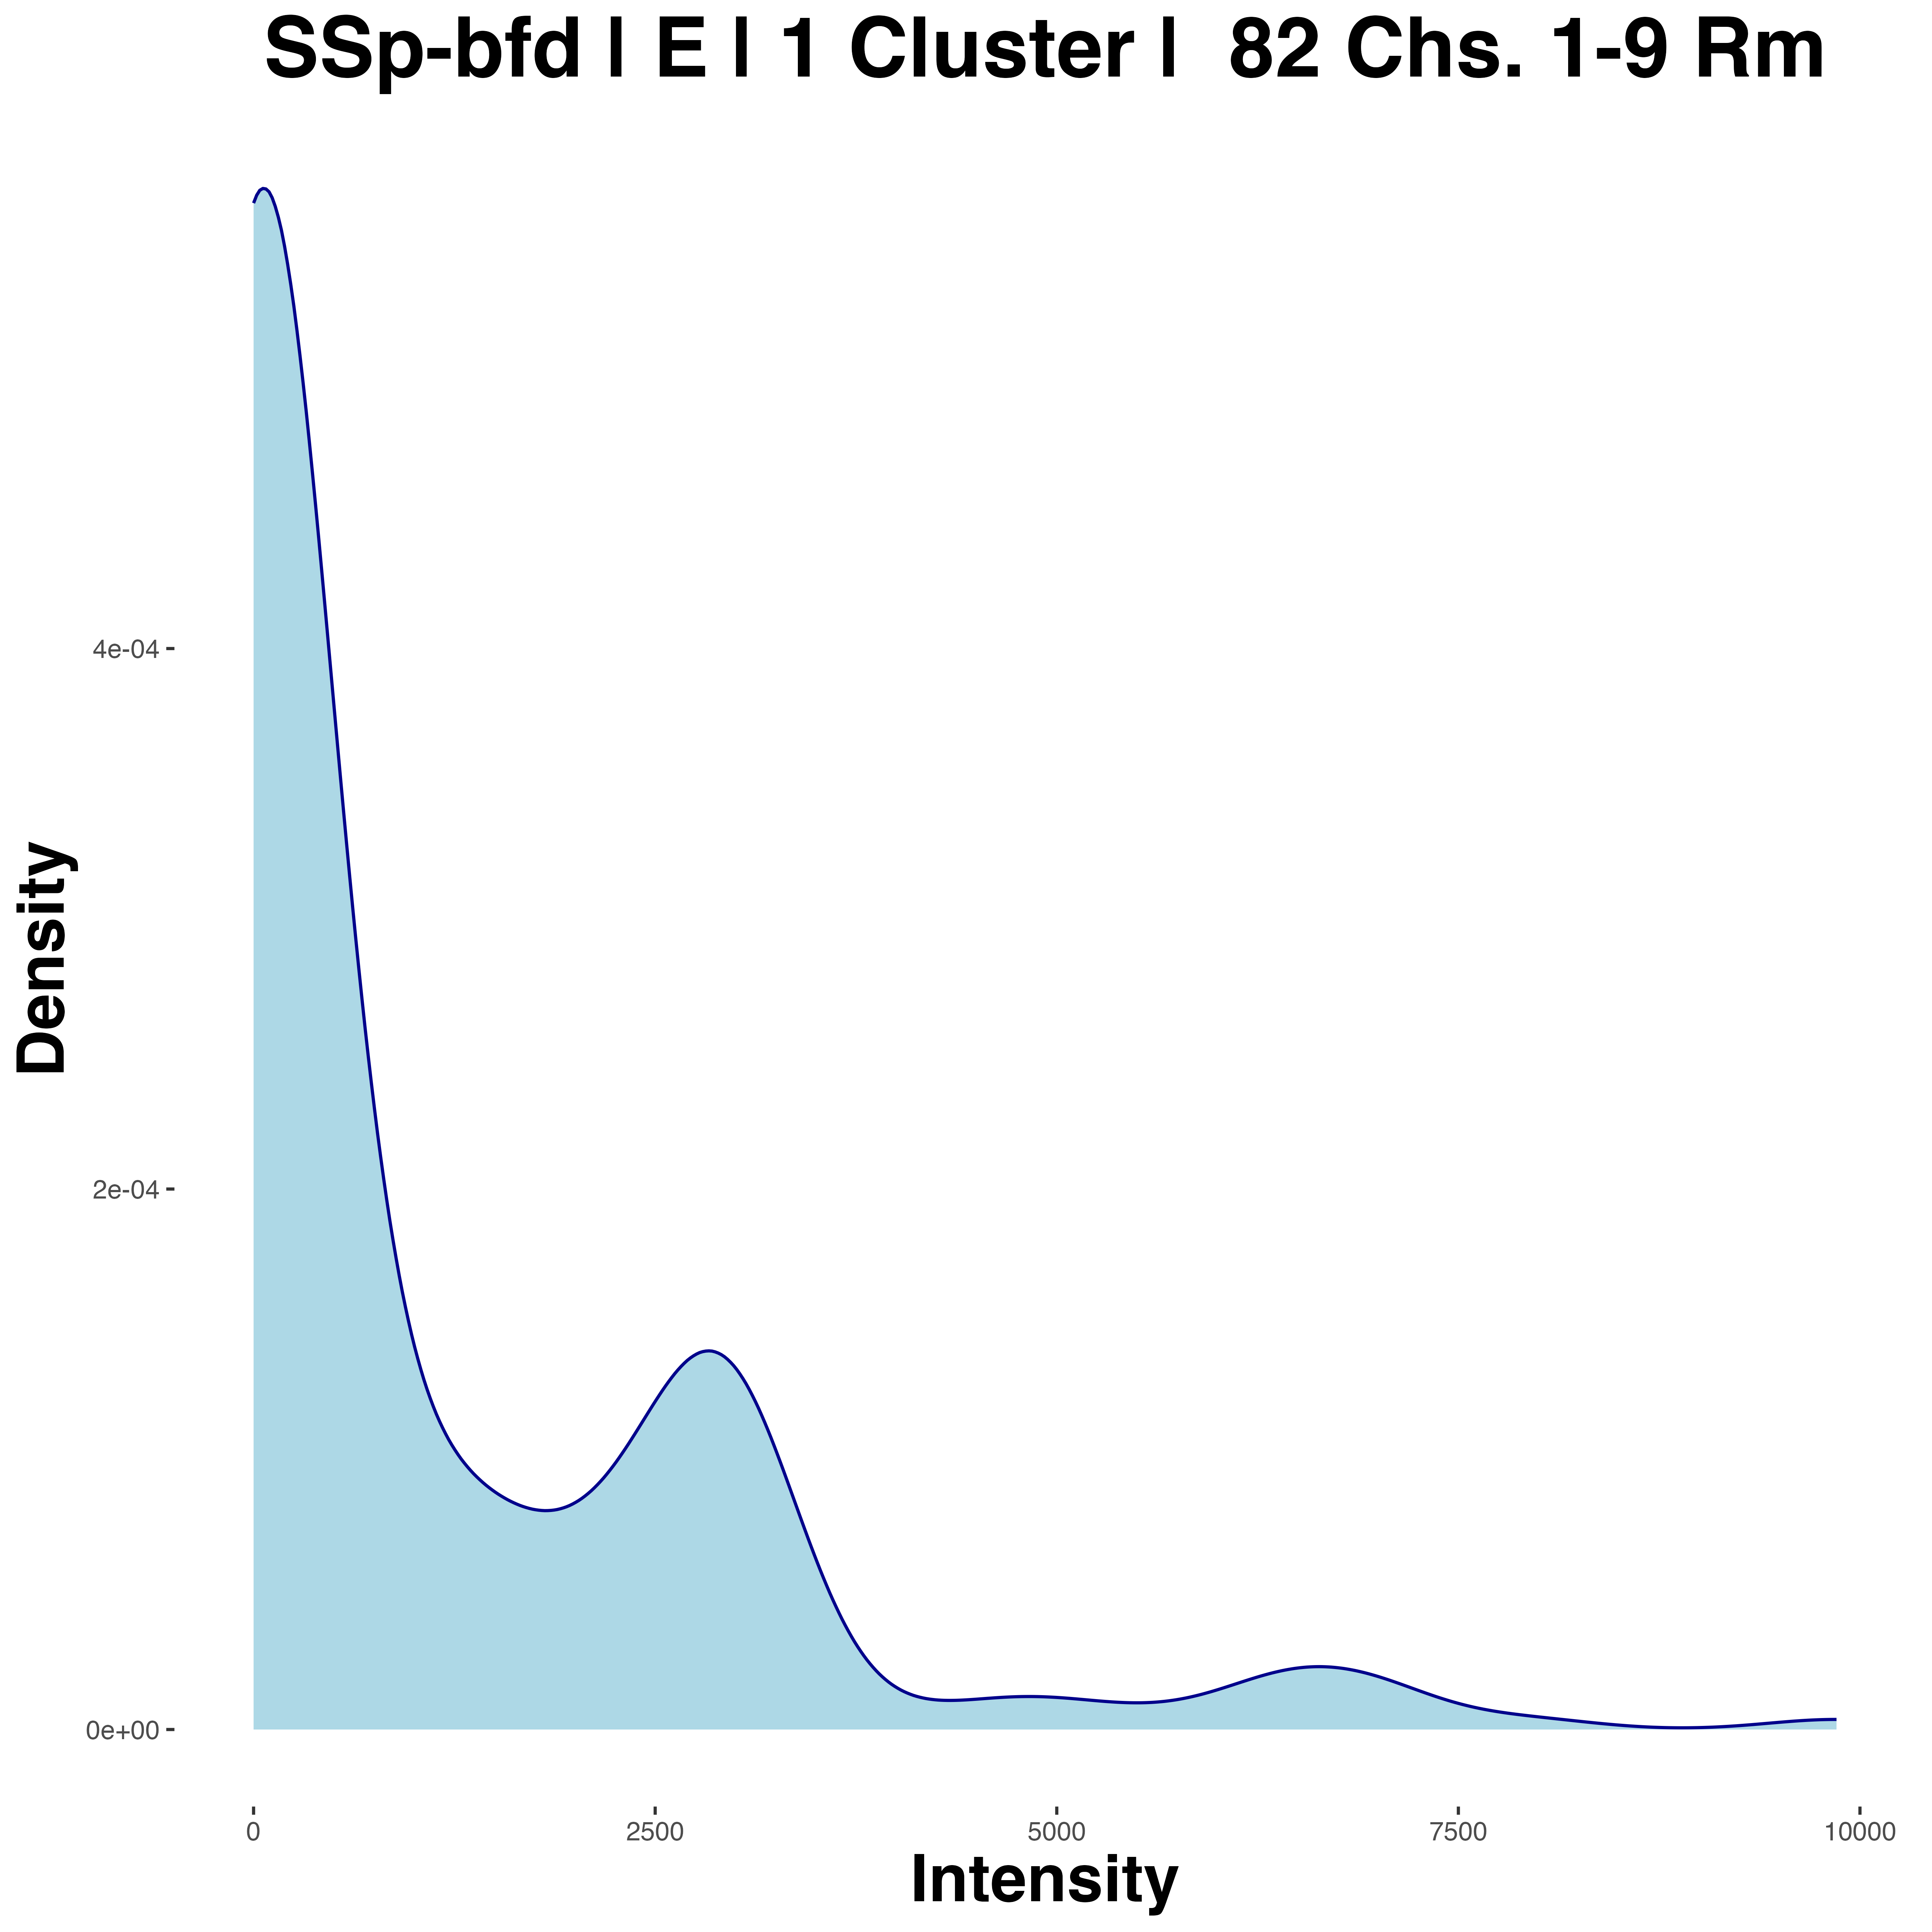 SSp-bfd | E | 1 Cluster |  82 Chs. 1-9 Rm
Density
4e-04
2e-04
0e+00
0 2500 5000 7500 10000
Intensity